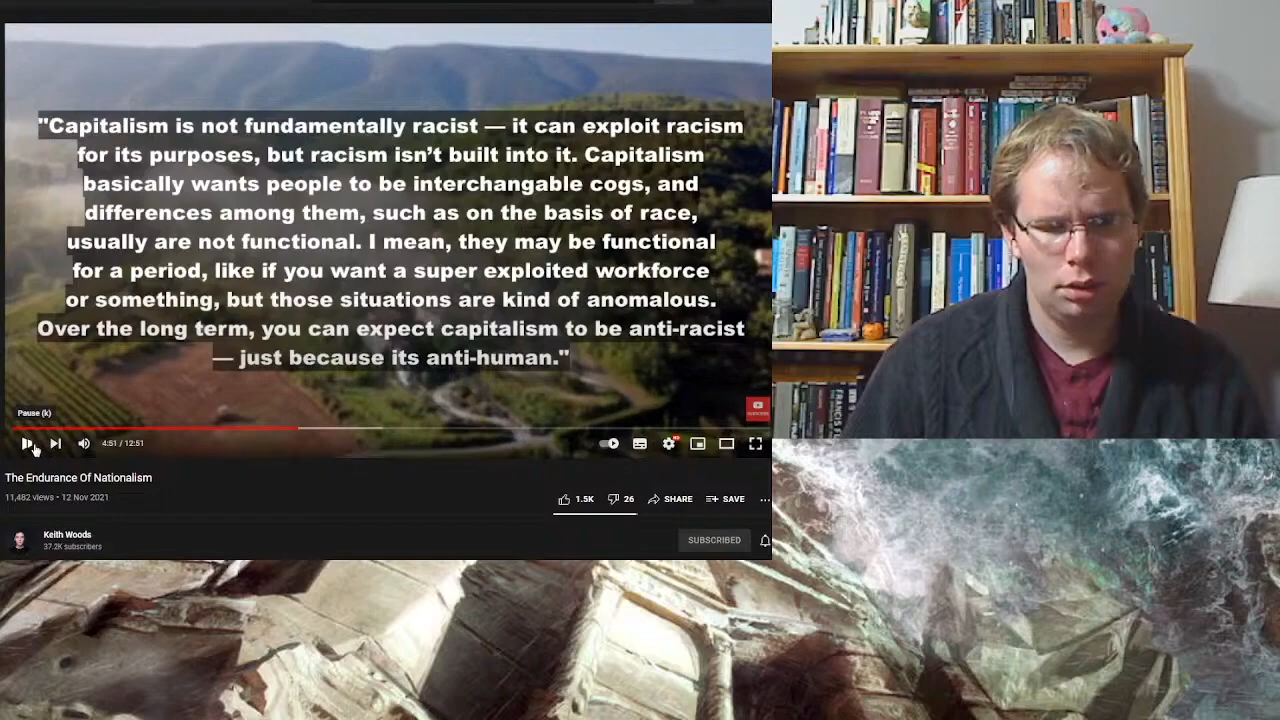 "Capitalism is not fundamentally racist — it can exploit racism
for its purposes, but racism isn’t built into it. Capitalism
basically wants people to be interchangable cogs, and
differences among them, such as on the basis of race,
usually are not functional. I mean, they may be functional
for a period, like if you want a super exploited workforce
or something, but those situations are kind of anomalous.
Over the long term, you can expect capitalism to be anti-racist
— just because its anti-human."
Pause (k)
SUBSCRIBE
4:51 / 12:51
HD
The Endurance Of Nationalism
11,482 views • 12 Nov 2021
1.5K
26
SHARE
SAVE
Keith Woods
37.2K subscribers
SUBSCRIBED